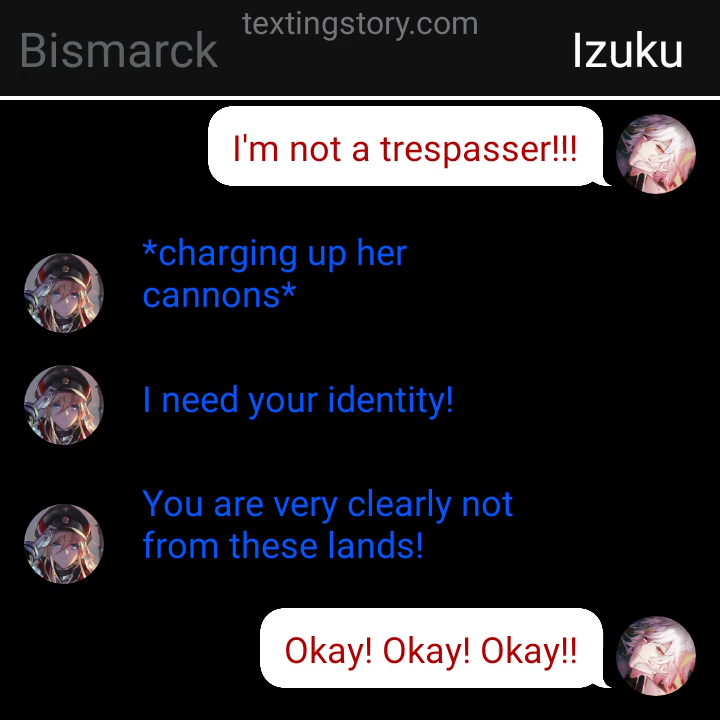 textingstory.com
Bismarck
Izuku
I'm not a trespasser!!!
*charging up her
cannons*
I need your identity!
You are very clearly not
from these lands!
Okay! Okay! Okay!!